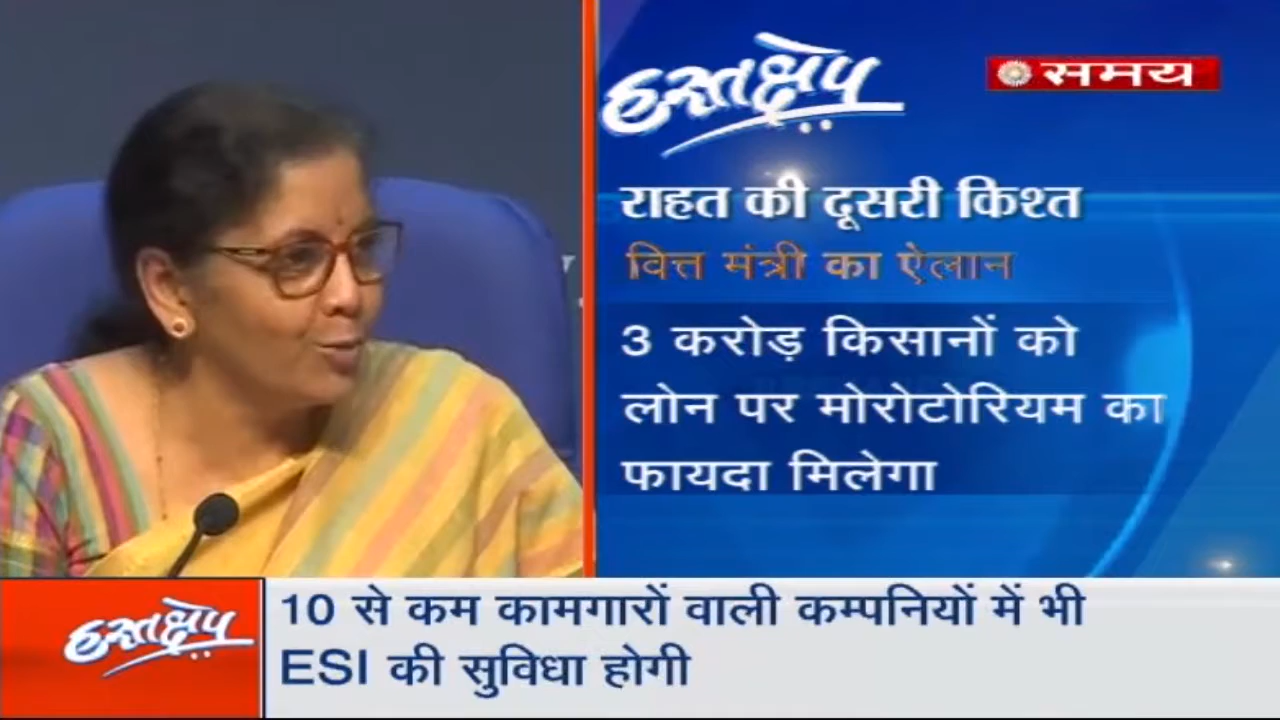 हस्तक्षेप
समय
राहत की दूसरी किश्त
वित्त मंत्री का ऐलान
3 करोड़ किसानों को
लोन पर मोरोटोरियम का
फायदा मिलेगा
हस्तक्षेप
10 से कम कामगारों वाली कम्पनियों में भी
ESI की सुविधा होगी